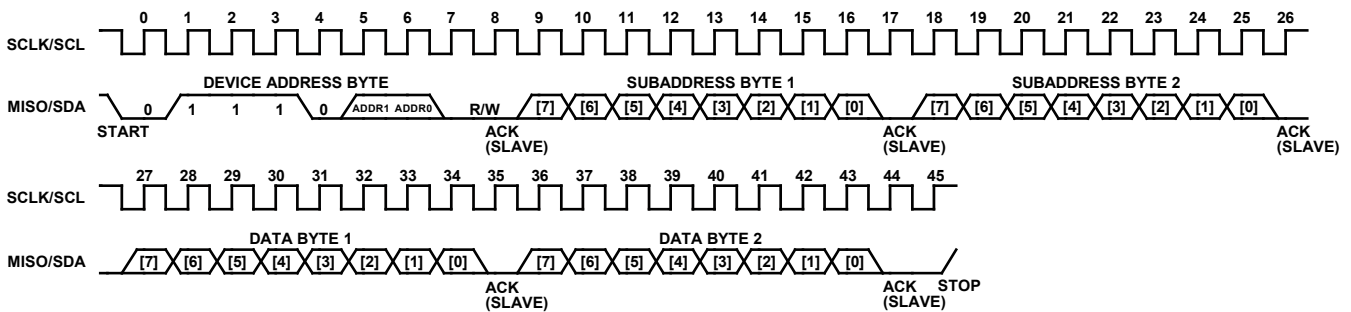 0 1 2 3 4 5 6 7 8 9 10 11 12 13 14 15 16 17 18 19 20 21 22 23 24 25 26
SCLK/SCL
DEVICE ADDRESS BYTE SUBADDRESS BYTE 1 SUBADDRESS BYTE 2
MISO/SDA 0 1 1 1 0 ADDR1 ADDR0 R/W [7] [6] [5] [4] [3] [2] [1] [0] [7] [6] [5] [4] [3] [2] [1] [0]
START ACK (SLAVE) ACK (SLAVE) ACK (SLAVE)
27 28 29 30 31 32 33 34 35 36 37 38 39 40 41 42 43 44 45
SCLK/SCL
DATA BYTE 1 DATA BYTE 2
MISO/SDA [7] [6] [5] [4] [3] [2] [1] [0] [7] [6] [5] [4] [3] [2] [1] [0]
ACK (SLAVE) ACK (SLAVE) STOP